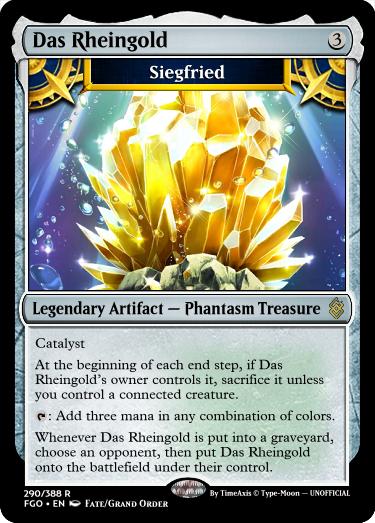 Das Rheingold 3
Siegfried
Legendary Artifact — Phantasm Treasure
Catalyst
At the beginning of each end step, if Das
Rheingold's owner controls it, sacrifice it unless
you control a connected creature.
: Add three mana in any combination of colors.
Whenever Das Rheingold is put into a graveyard,
choose an opponent, then put Das Rheingold
onto the battlefield under their control.
290/388 R
FGO • EN Fate/Grand Order
By TimeAxis © Type-Moon — UNOFFICIAL